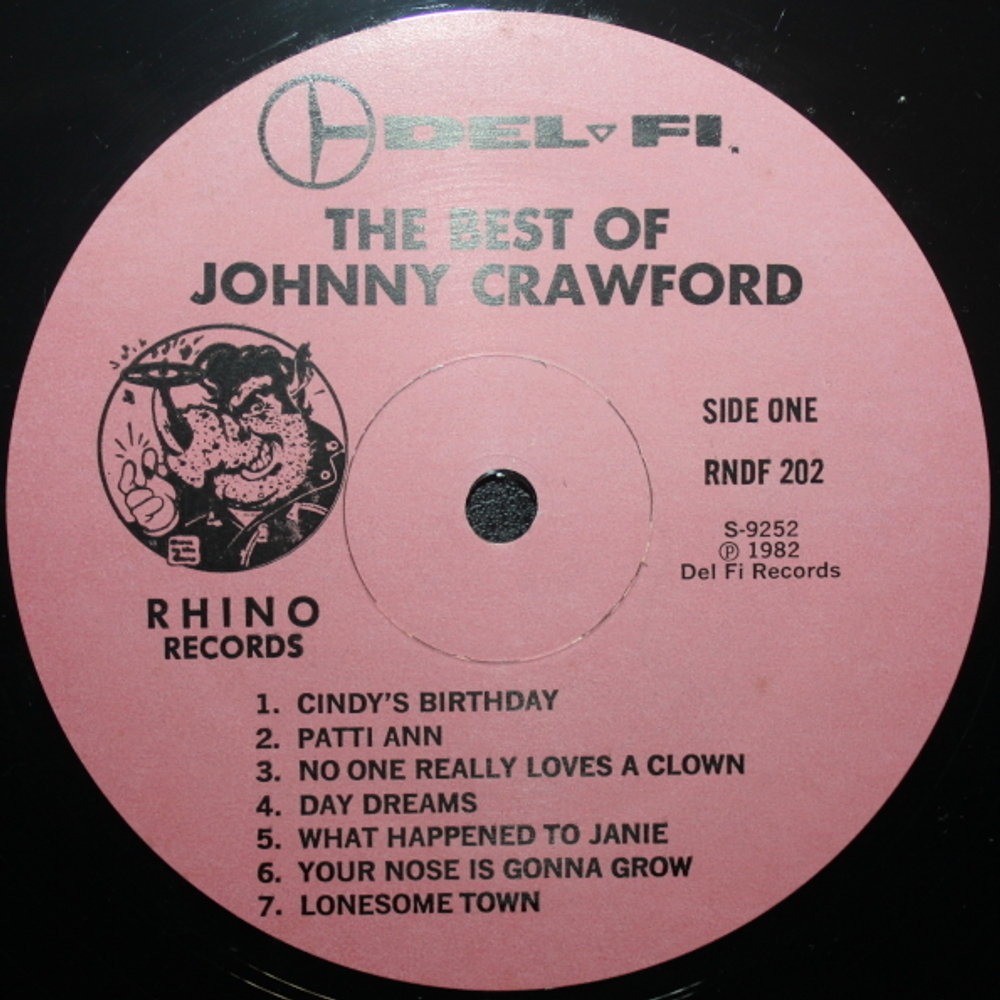 DEL▽FI.
THE BEST OF
JOHNNY CRAWFORD
SIDE ONE
RNDF 202
S-9252
℗ 1982
Del Fi Records
RHINO
RECORDS
1. CINDY'S BIRTHDAY
2. PATTI ANN
3. NO ONE REALLY LOVES A CLOWN
4. DAY DREAMS
5. WHAT HAPPENED TO JANIE
6. YOUR NOSE IS GONNA GROW
7. LONESOME TOWN